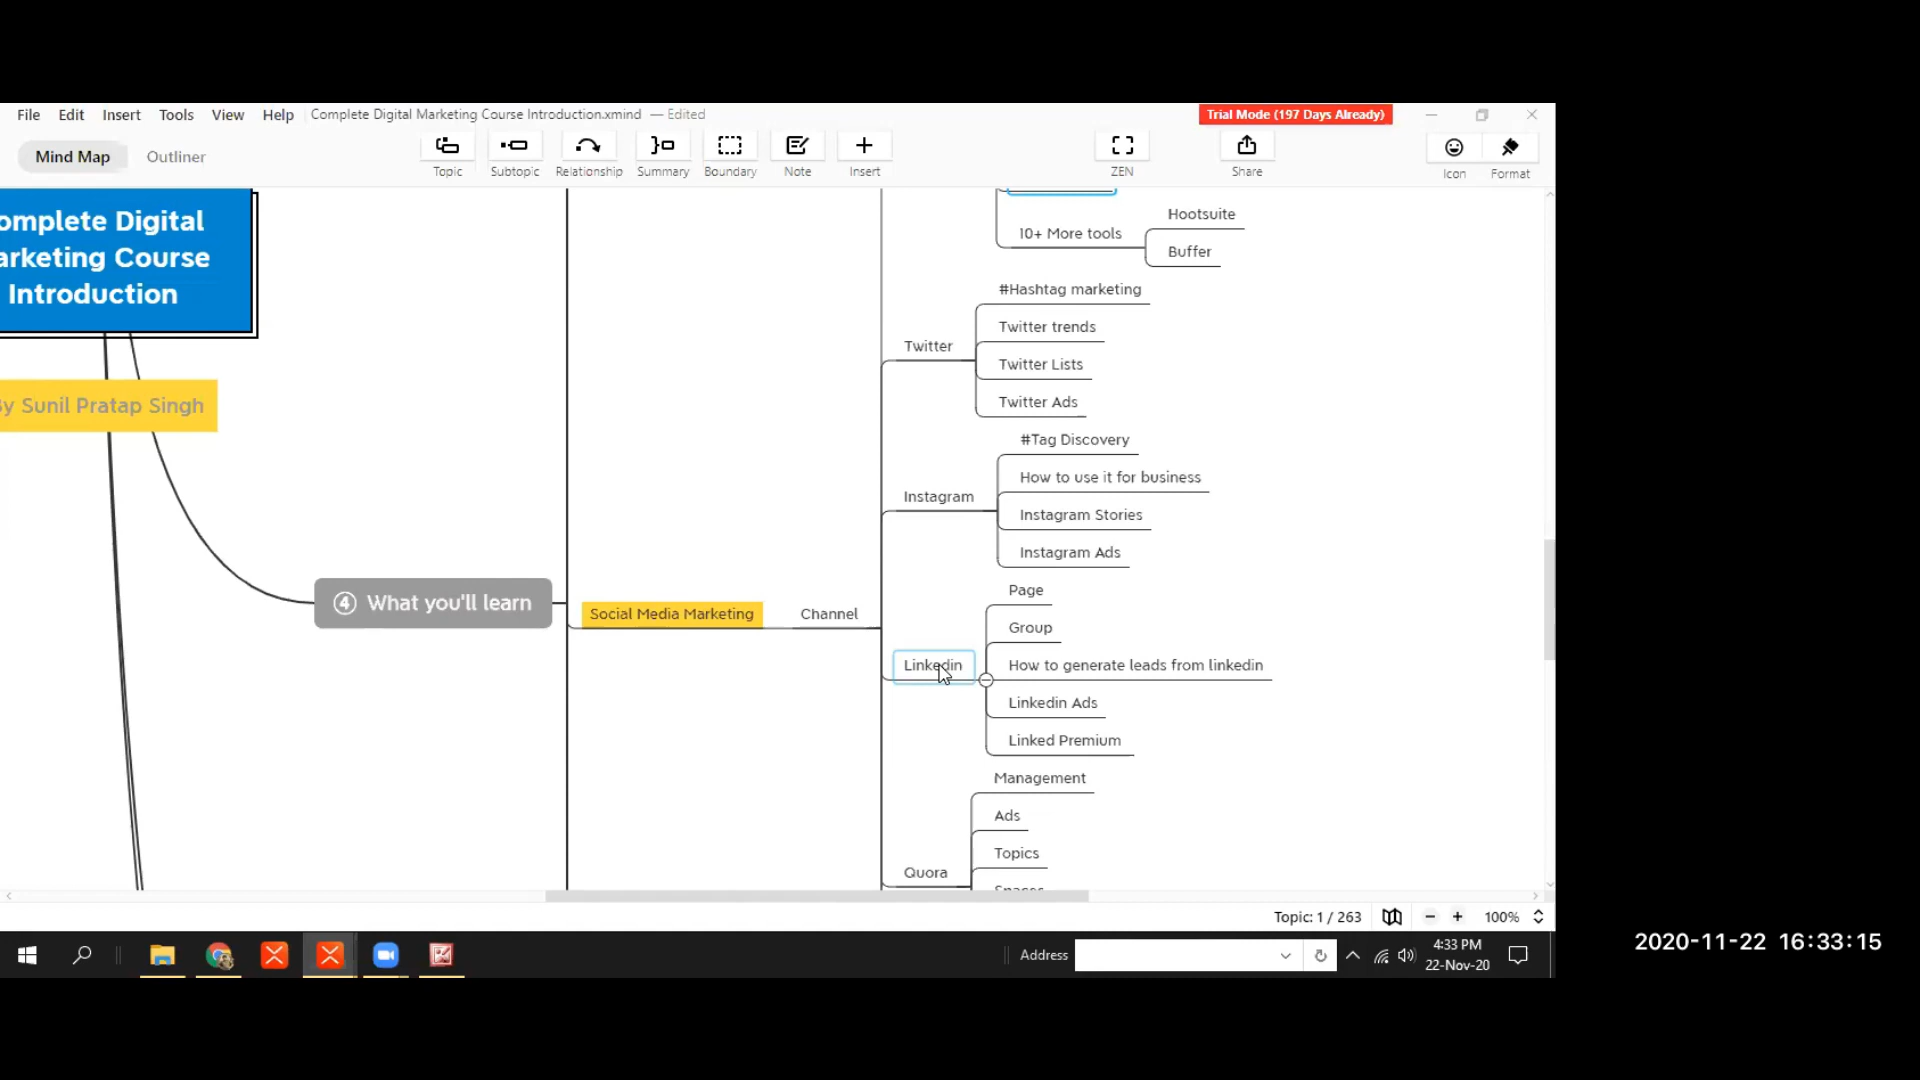 File Edit Insert Tools View Help Complete Digital Marketing Course Introduction.xmind — Edited Trial Mode (197 Days Already)
Mind Map Outliner
Topic Subtopic Relationship Summary Boundary Note Insert ZEN Share Icon Format
omplete Digital
arketing Course
Introduction
By Sunil Pratap Singh
4 What you'll learn
Social Media Marketing
Channel
10+ More tools
Hootsuite
Buffer
Twitter
#Hashtag marketing
Twitter trends
Twitter Lists
Twitter Ads
Instagram
#Tag Discovery
How to use it for business
Instagram Stories
Instagram Ads
Linkedin
Page
Group
How to generate leads from linkedin
Linkedin Ads
Linked Premium
Quora
Management
Ads
Topics
Topic: 1 / 263 100%
Address
4:33 PM
22-Nov-20
2020-11-22 16:33:15